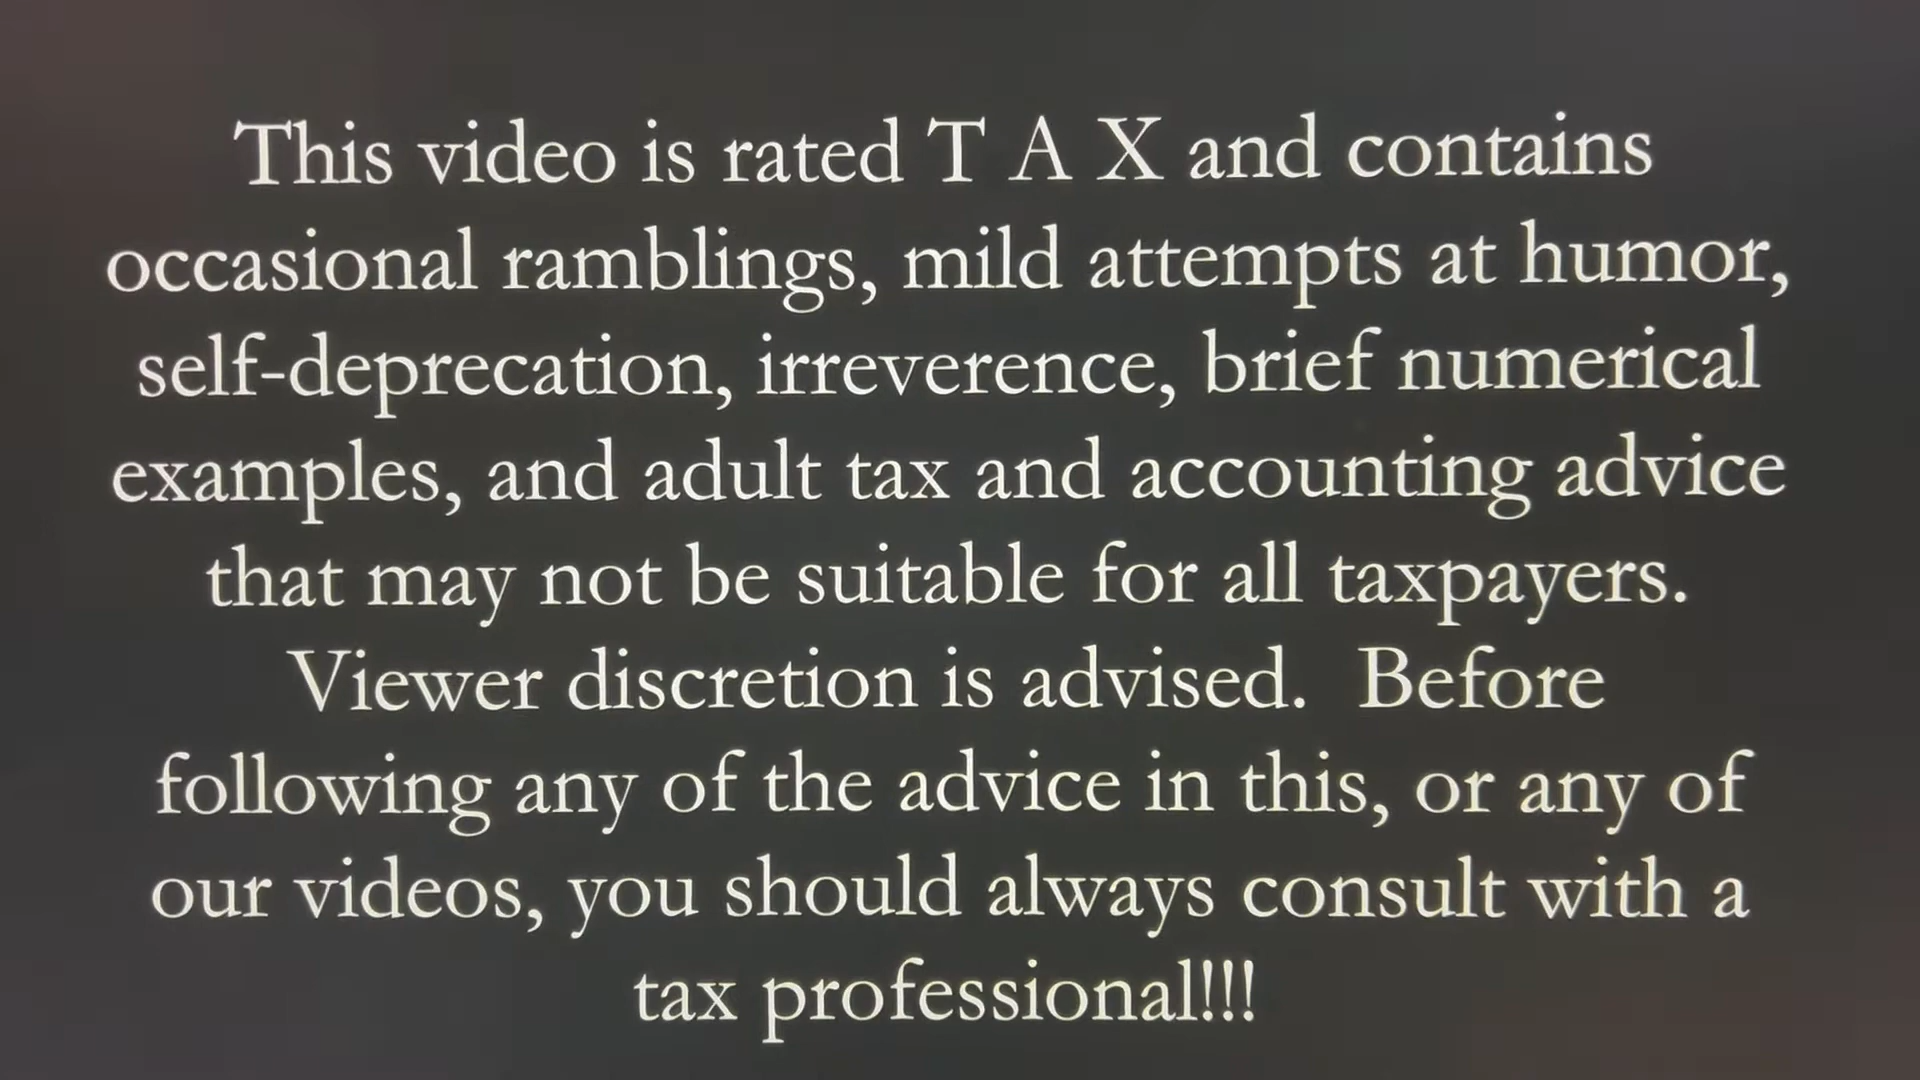 This video is rated T A X and contains
occasional ramblings, mild attempts at humor,
self-deprecation, irreverence, brief numerical
examples, and adult tax and accounting advice
that may not be suitable for all taxpayers.
Viewer discretion is advised.  Before
following any of the advice in this, or any of
our videos, you should always consult with a
tax professional!!!